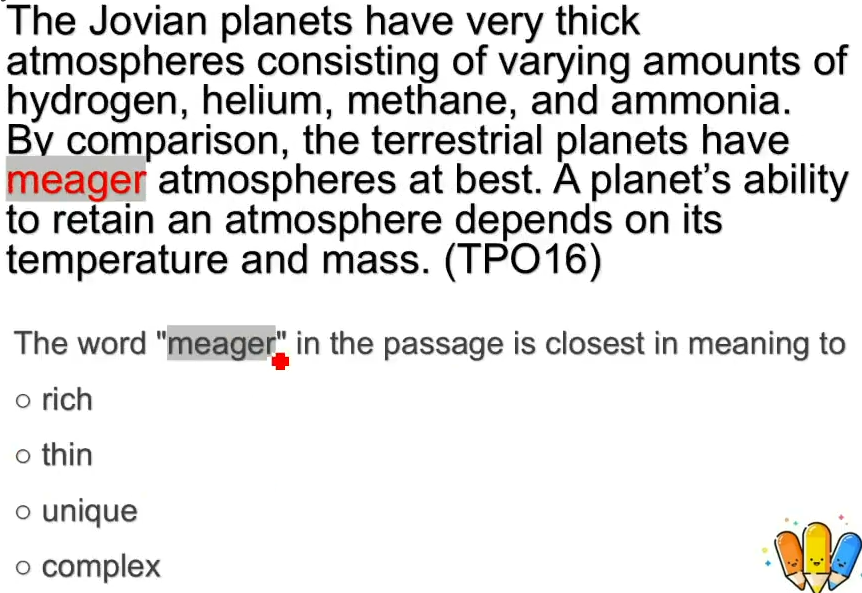 The Jovian planets have very thick
atmospheres consisting of varying amounts of
hydrogen, helium, methane, and ammonia.
By comparison, the terrestrial planets have
meager atmospheres at best. A planet's ability
to retain an atmosphere depends on its
temperature and mass. (TPO16)
The word "meager" in the passage is closest in meaning to
○ rich
○ thin
○ unique
○ complex